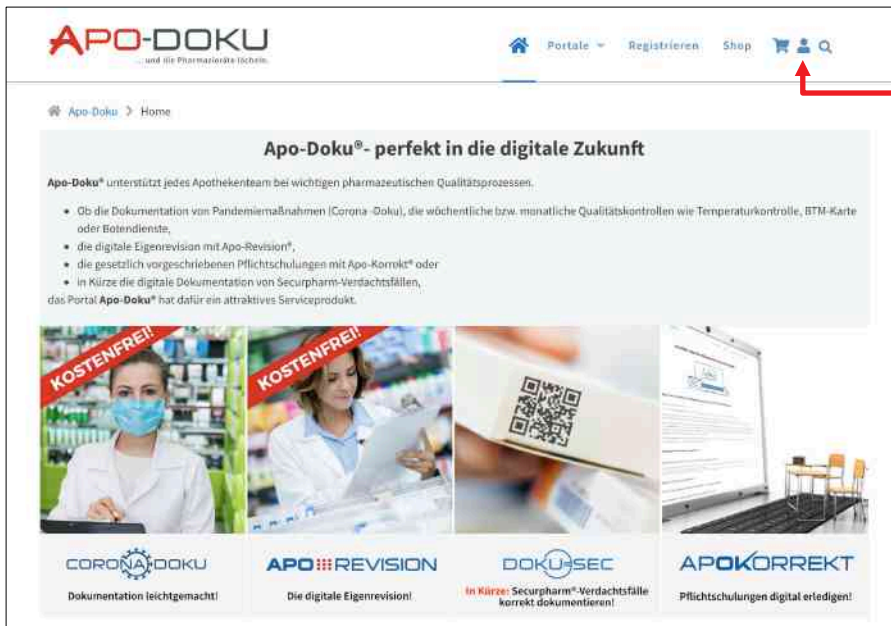 APO-DOKU
... und die Pharmazieräte lächeln.
Portale
Registrieren
Shop
Apo-Doku > Home
Apo-Doku®- perfekt in die digitale Zukunft
Apo-Doku® unterstützt jedes Apothekenteam bei wichtigen pharmazeutischen Qualitätsprozessen.
• Ob die Dokumentation von Pandemiemaßnahmen (Corona -Doku), die wöchentliche bzw. monatliche Qualitätskontrollen wie Temperaturkontrolle, BTM-Karte
oder Botendienste,
• die digitale Eigenrevision mit Apo-Revision®,
• die gesetzlich vorgeschriebenen Pflichtschulungen mit Apo-Korrekt® oder
• in Kürze die digitale Dokumentation von Securpharm-Verdachtsfällen,
das Portal Apo-Doku® hat dafür ein attraktives Serviceprodukt.
KOSTENFREI!
KOSTENFREI!
CORONA DOKU
Dokumentation leichtgemacht!
APO REVISION
Die digitale Eigenrevision!
DOKU-SEC
In Kürze: Securpharm®-Verdachtsfälle
korrekt dokumentieren!
APOKORREKT
Pflichtschulungen digital erledigen!